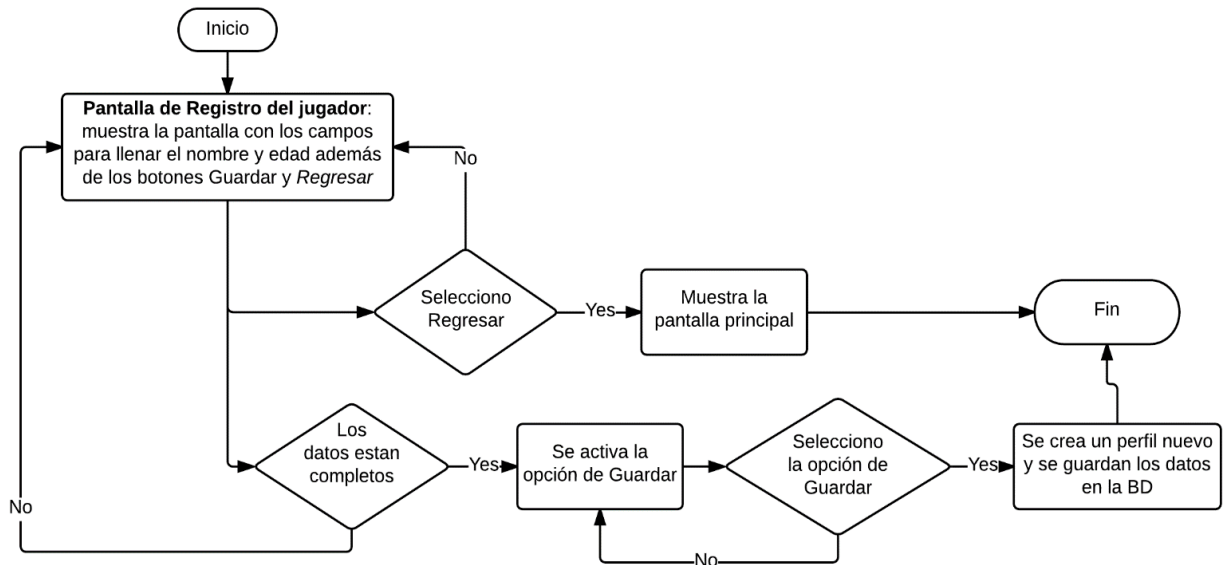 Inicio
Pantalla de Registro del jugador:
muestra la pantalla con los campos
para llenar el nombre y edad además
de los botones Guardar y Regresar
No
Selecciono
Regresar
Yes
Muestra la
pantalla principal
Fin
Los
datos estan
completos
Yes
Se activa la
opción de Guardar
Selecciono
la opción de
Guardar
Yes
Se crea un perfil nuevo
y se guardan los datos
en la BD
No
No